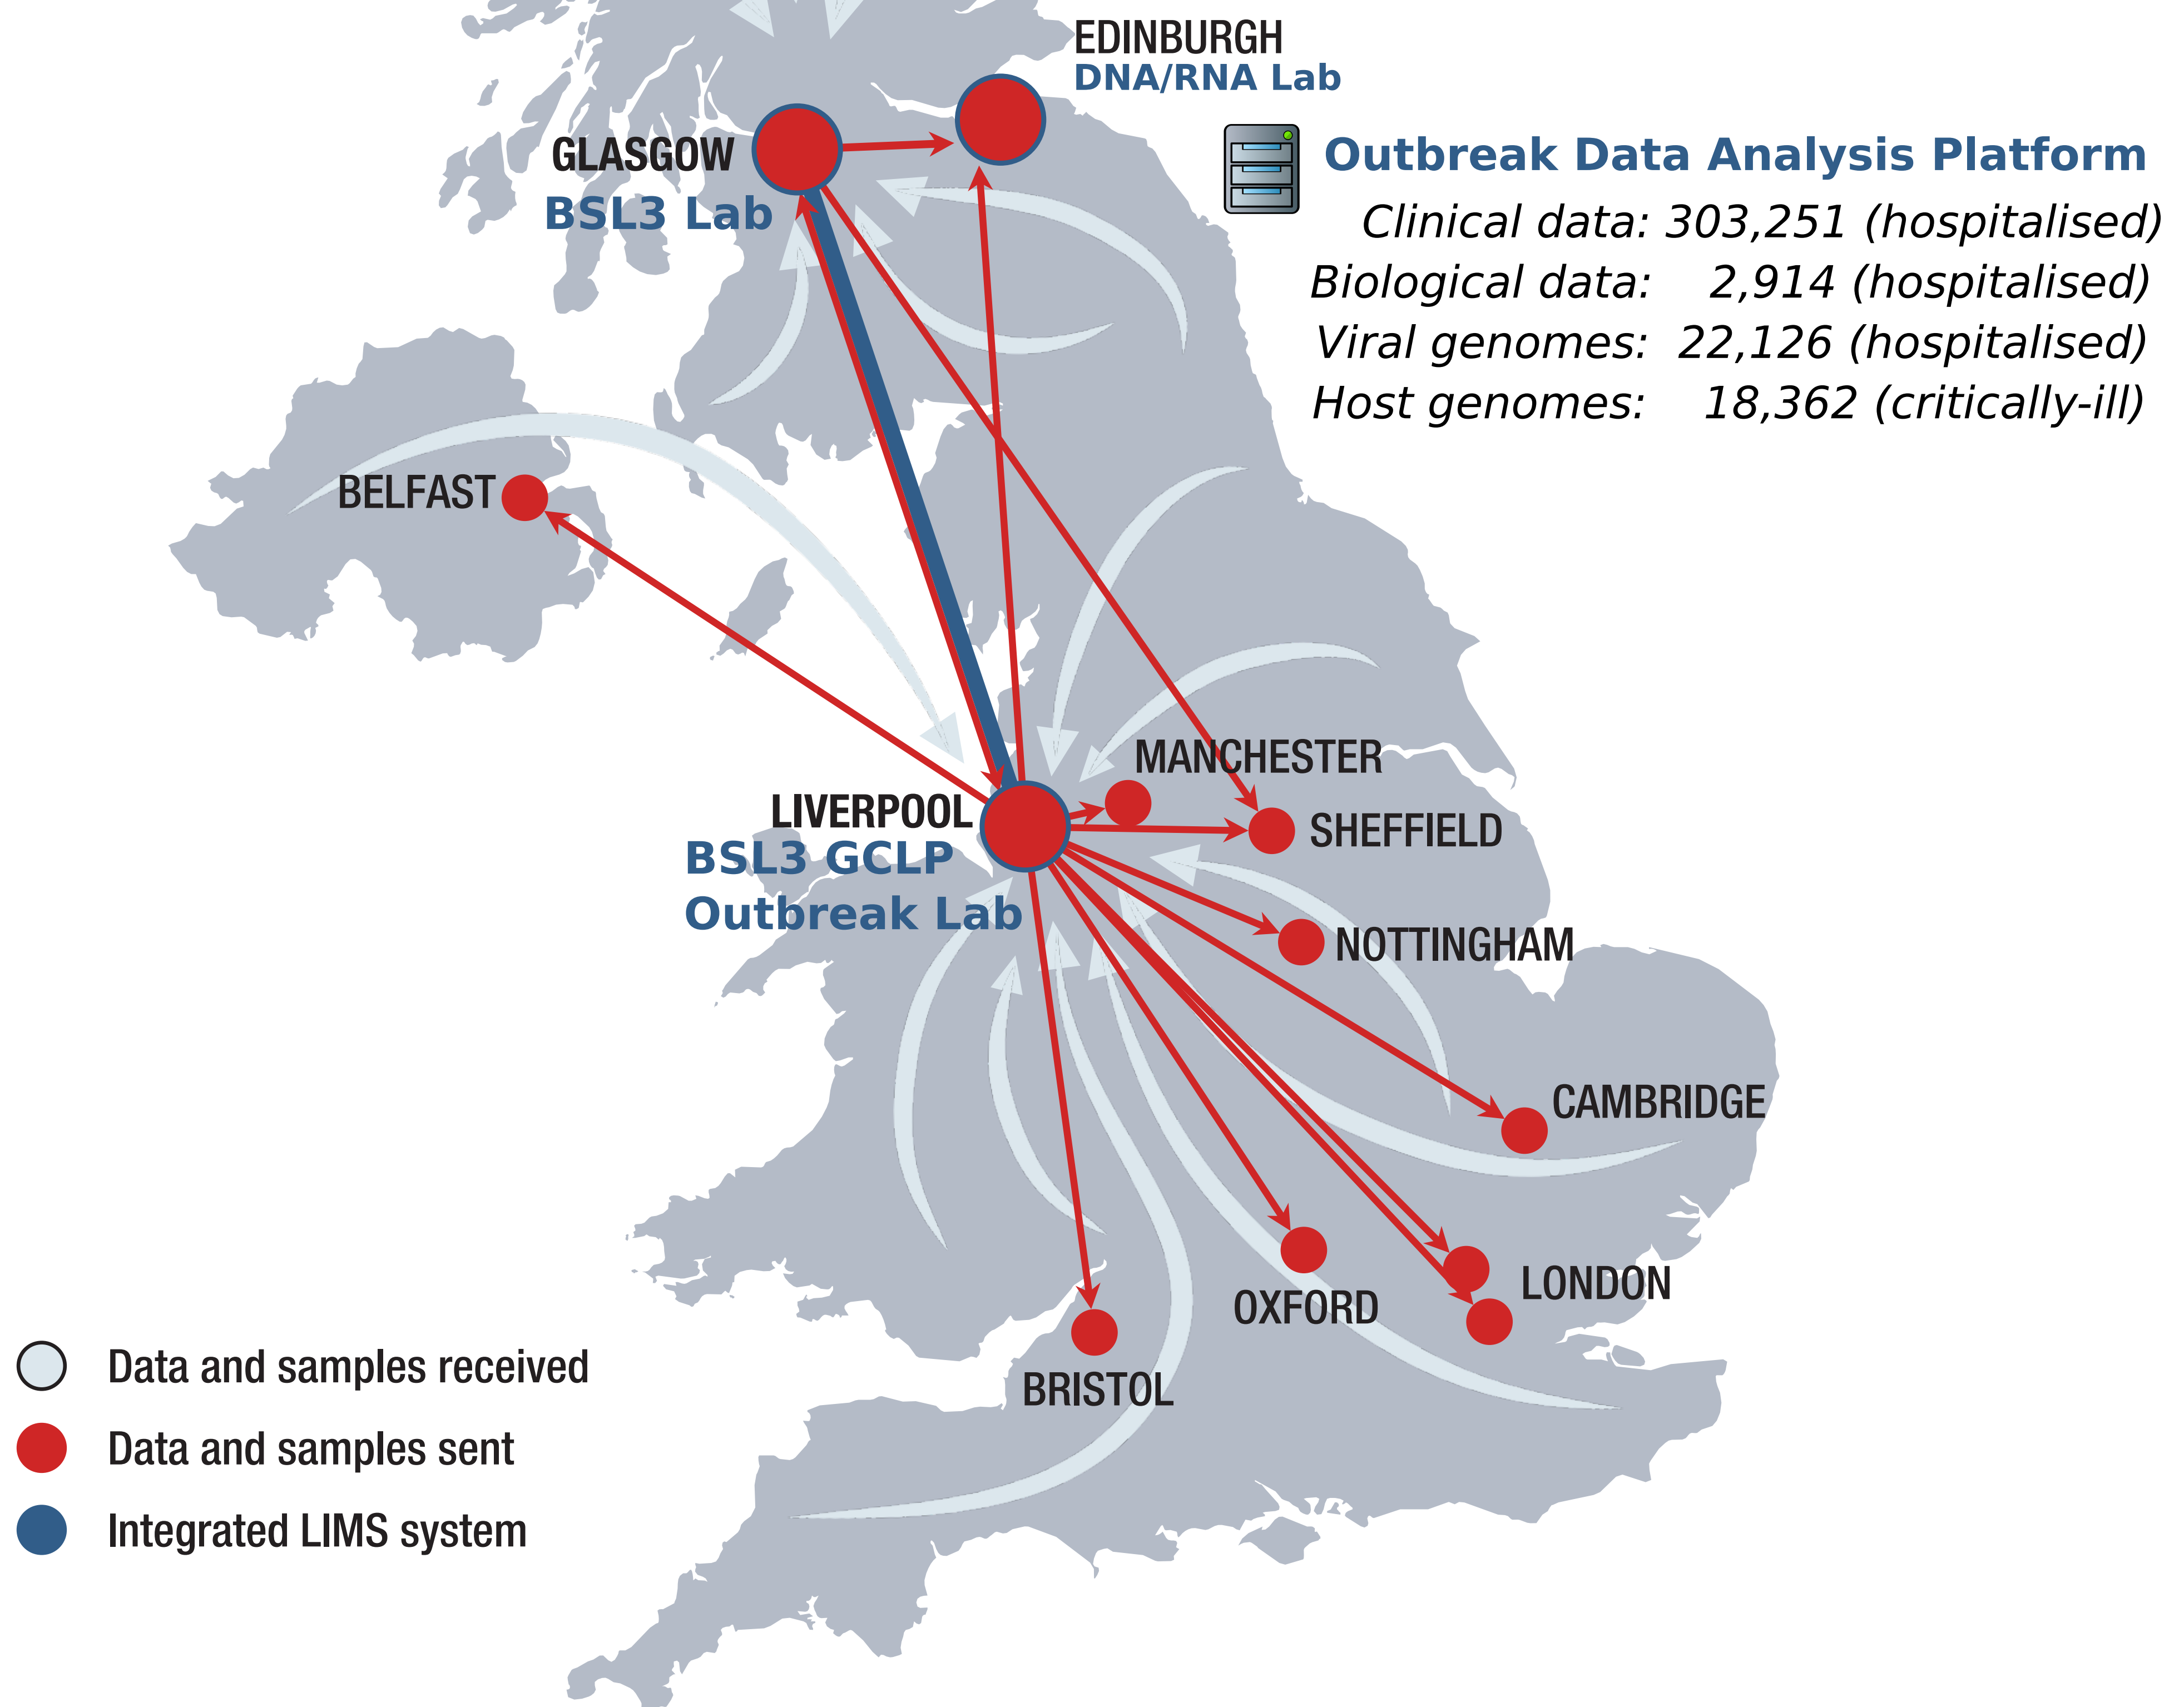 EDINBURGH
DNA/RNA Lab
GLASGOW
BSL3 Lab
Outbreak Data Analysis Platform
Clinical data: 303,251 (hospitalised)
Biological data: 2,914 (hospitalised)
Viral genomes: 22,126 (hospitalised)
Host genomes: 18,362 (critically-ill)
BELFAST
MANCHESTER
LIVERPOOL
BSL3 GCLP
Outbreak Lab
SHEFFIELD
NOTTINGHAM
CAMBRIDGE
LONDON
OXFORD
BRISTOL
Data and samples received
Data and samples sent
Integrated LIMS system